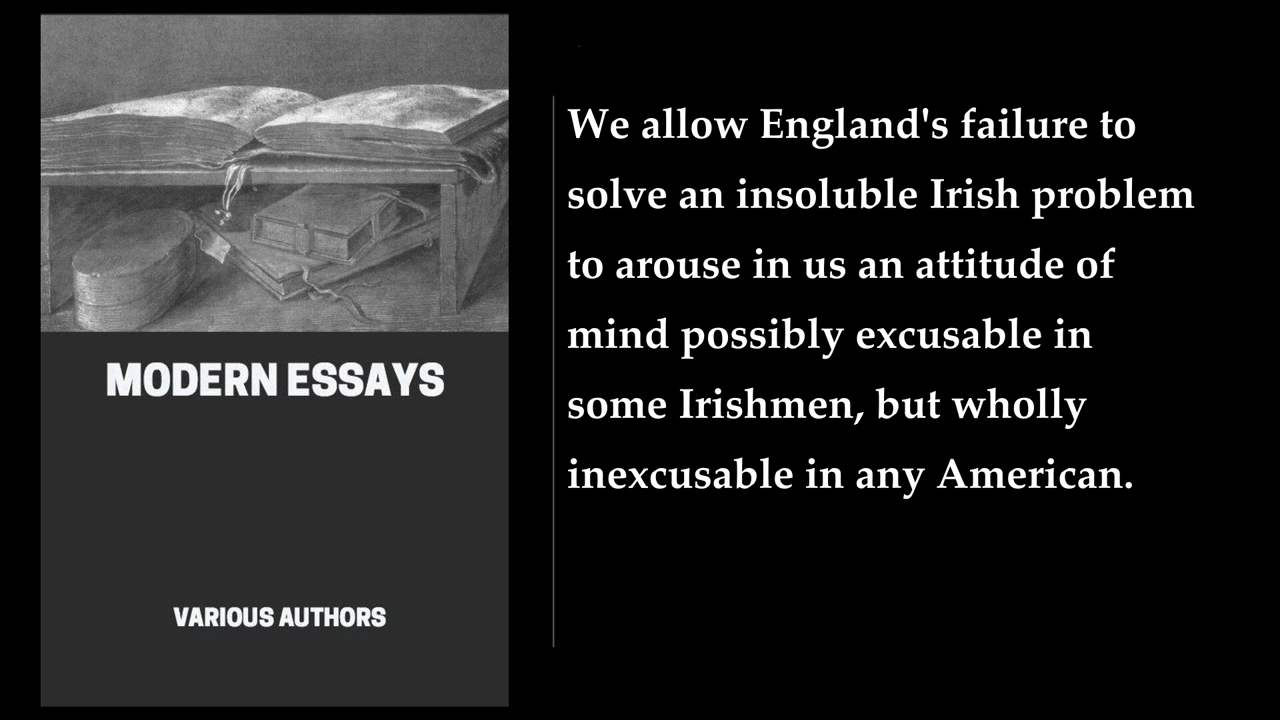 MODERN ESSAYS
VARIOUS AUTHORS
We allow England's failure to
solve an insoluble Irish problem
to arouse in us an attitude of
mind possibly excusable in
some Irishmen, but wholly
inexcusable in any American.